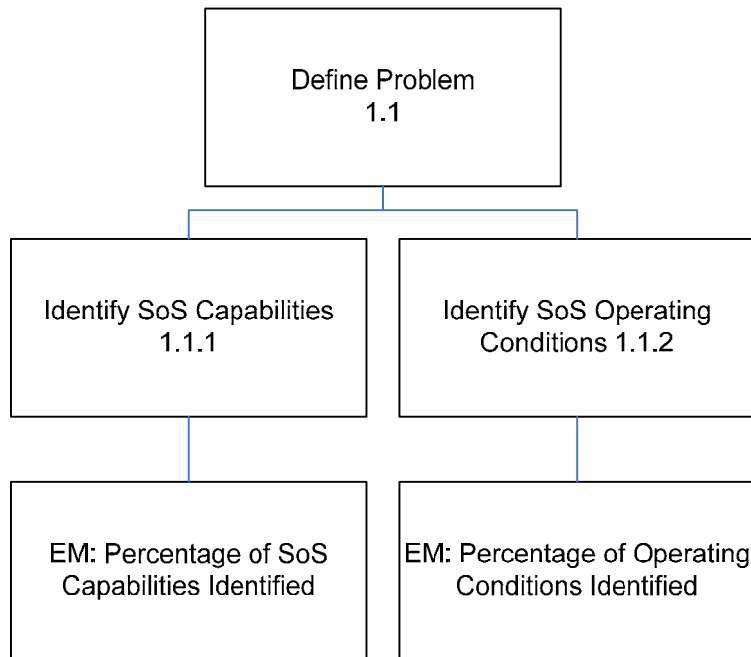 Define Problem
1.1
Identify SoS Capabilities
1.1.1
Identify SoS Operating
Conditions 1.1.2
EM: Percentage of SoS
Capabilities Identified
EM: Percentage of Operating
Conditions Identified